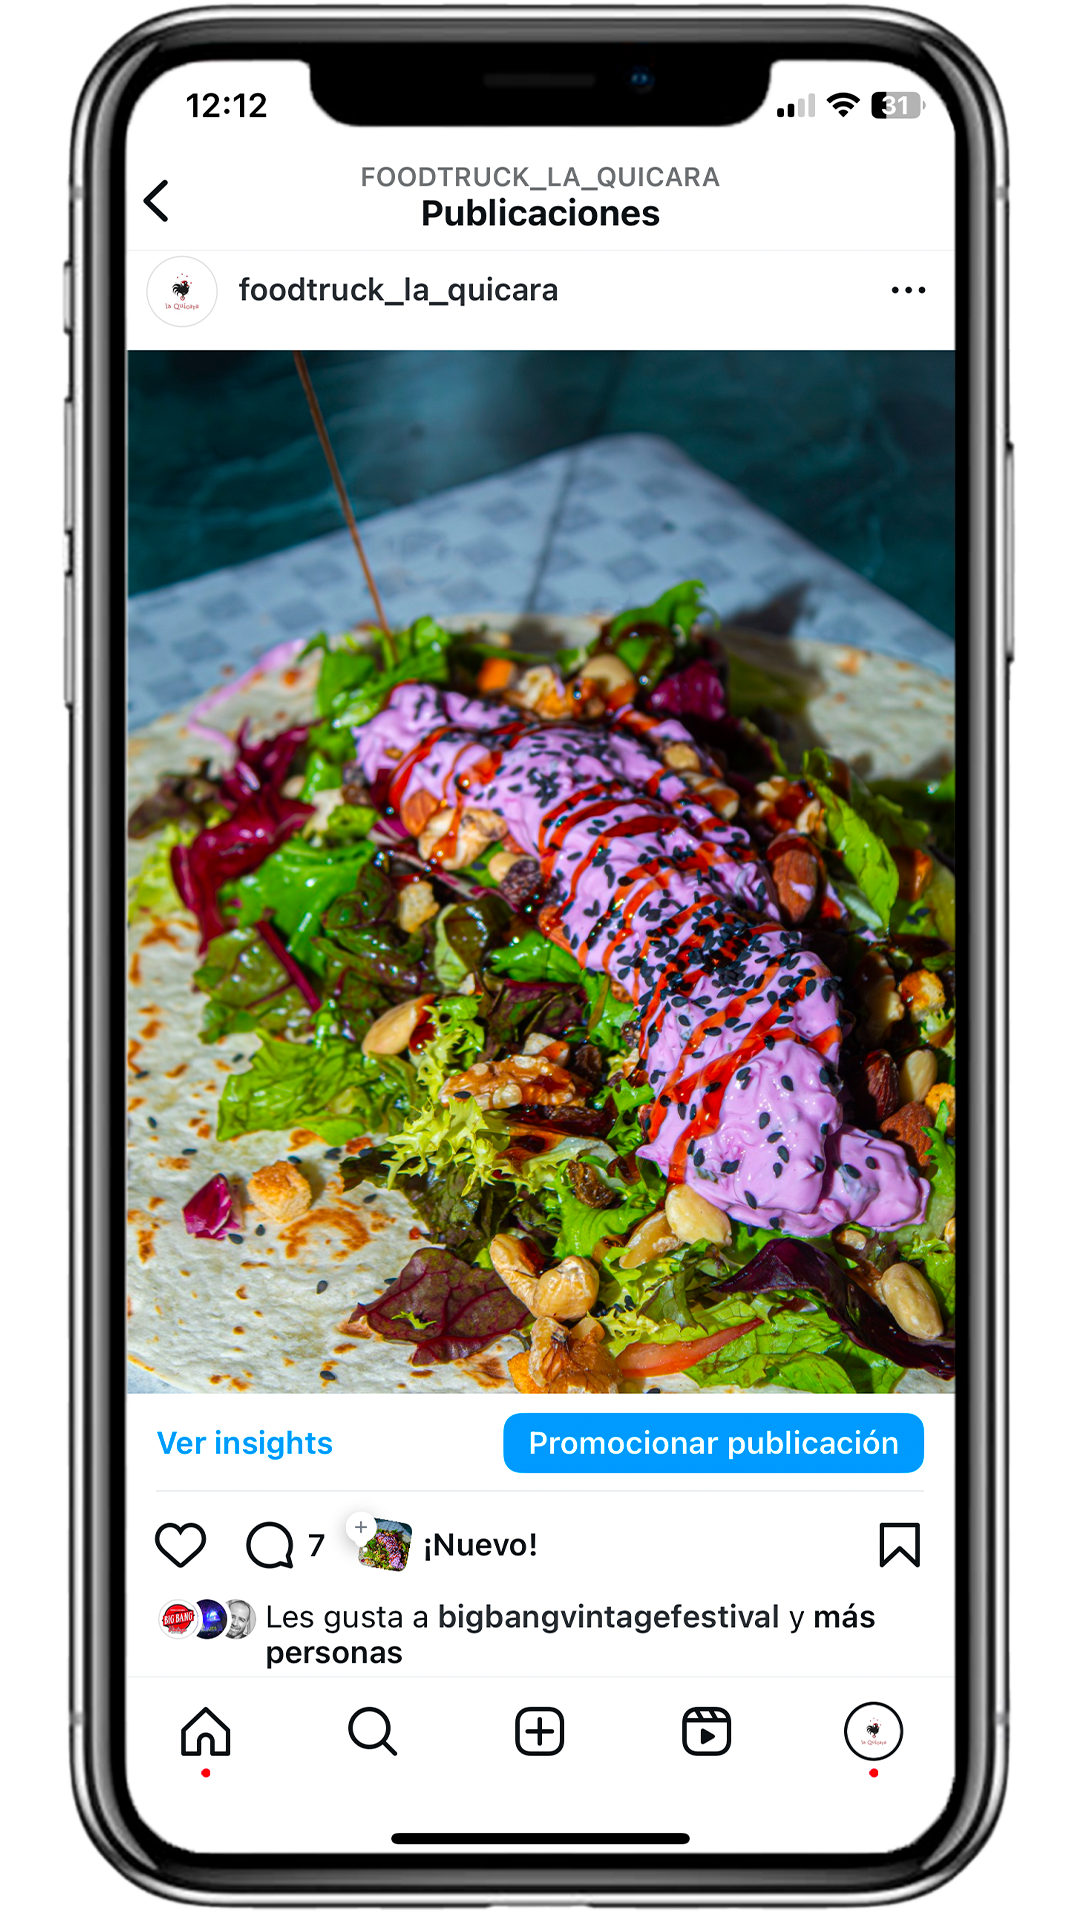 12:12
31
FOODTRUCK_LA_QUICARA
Publicaciones
la Quicara
foodtruck_la_quicara
Ver insights
Promocionar publicación
7
¡Nuevo!
BIG BANG
Les gusta a bigbangvintagefestival y más
personas
la Quicara